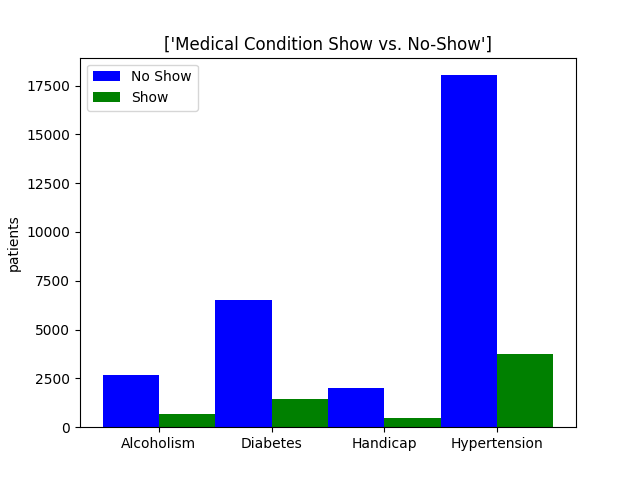 ['Medical Condition Show vs. No-Show']
No Show
Show
17500
15000
12500
10000
7500
5000
2500
0
patients
Alcoholism
Diabetes
Handicap
Hypertension